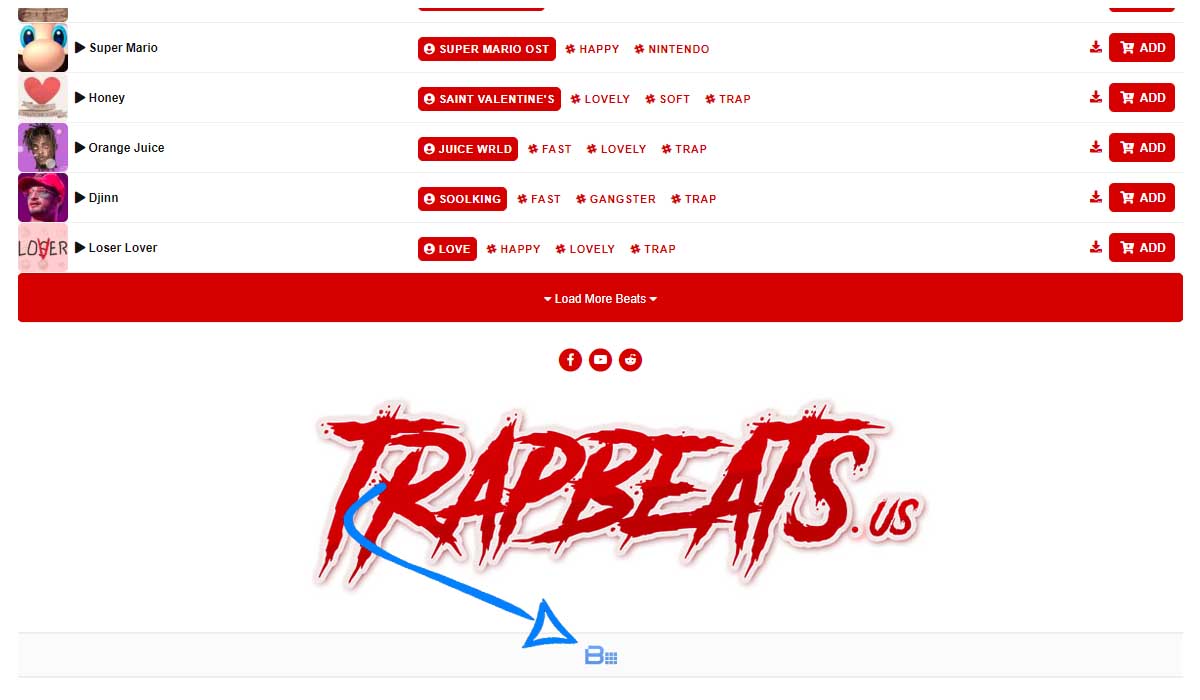 Super Mario SUPER MARIO OST HAPPY NINTENDO ADD
Honey SAINT VALENTINE'S LOVELY SOFT TRAP ADD
Orange Juice JUICE WRLD FAST LOVELY TRAP ADD
Djinn SOOLKING FAST GANGSTER TRAP ADD
LOVER Loser Lover LOVE HAPPY LOVELY TRAP ADD
Load More Beats
TRAPBEATS.US
B